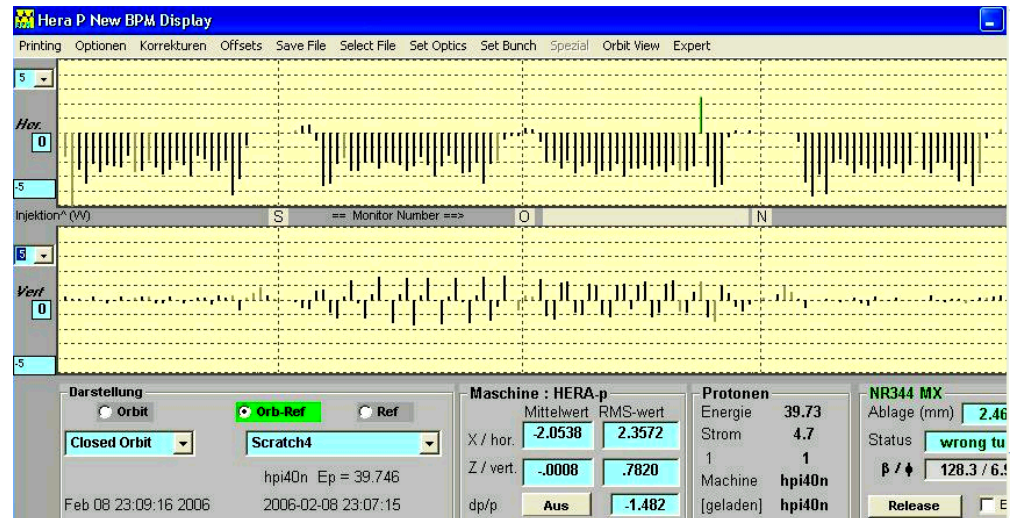 Hera P New BPM Display
Printing Optionen Korrekturen Offsets Save File Select File Set Optics Set Bunch Spezial Orbit View Expert
5
Hor.
0
-5
Injektion^ (W) S == Monitor Number ==> O N
5
Vert
0
-5
Darstellung
Orbit Orb-Ref Ref
Closed Orbit Scratch4
hpi40n Ep = 39.746
Feb 08 23:09:16 2006 2006-02-08 23:07:15
Maschine : HERA-p
Mittelwert RMS-wert
X / hor. -2.0538 2.3572
Z / vert. -.0008 .7820
dp/p Aus -1.482
Protonen
Energie 39.73
Strom 4.7
1 1
Machine hpi40n
[geladen] hpi40n
NR344 MX
Ablage (mm) 2.46
Status wrong tu
β / ϕ 128.3 / 6.9
Release E